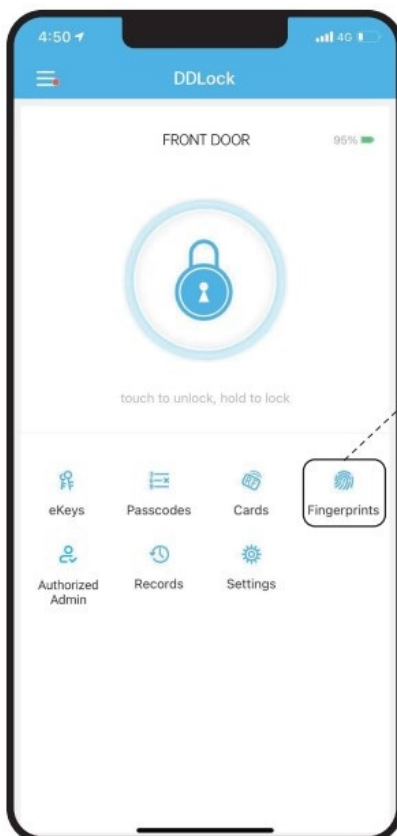 4:50 4G
DDLock
FRONT DOOR 95%
touch to unlock, hold to lock
eKeys Passcodes Cards Fingerprints
Authorized Records Settings
Admin